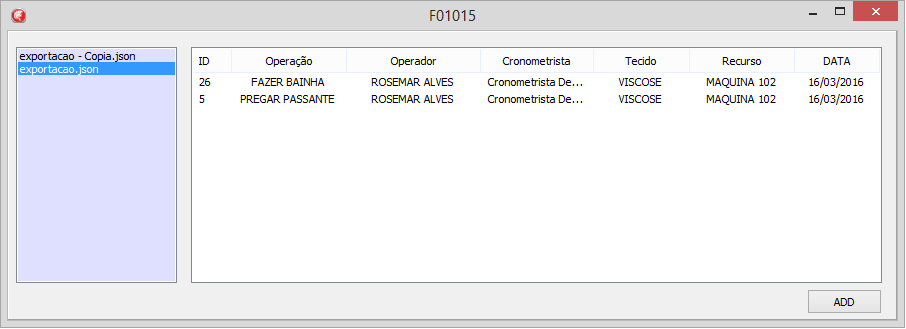 F01015
exportacao - Copia.json
exportacao.json
ID Operação Operador Cronometrista Tecido Recurso DATA
26 FAZER BAINHA ROSEMAR ALVES Cronometrista De... VISCOSE MAQUINA 102 16/03/2016
5 PREGAR PASSANTE ROSEMAR ALVES Cronometrista De... VISCOSE MAQUINA 102 16/03/2016
ADD